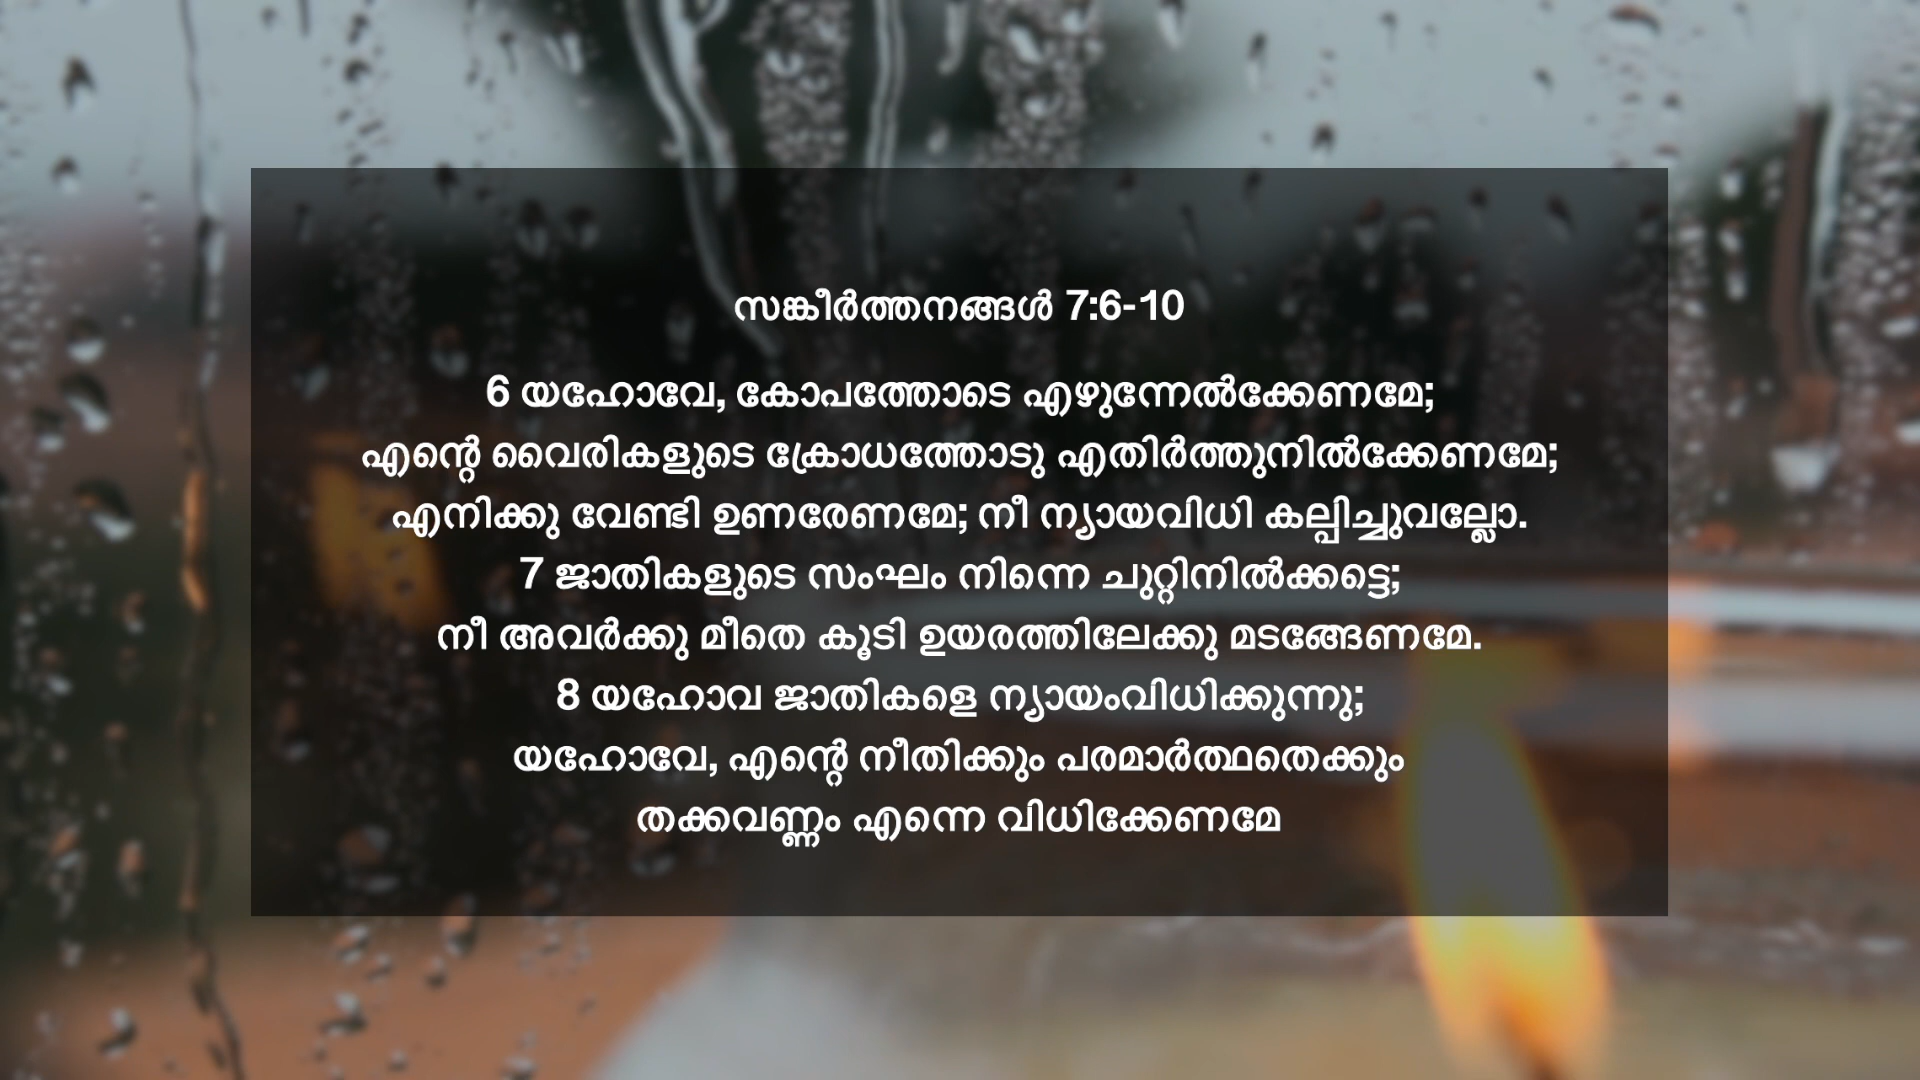 സങ്കീർത്തനങ്ങൾ 7:6-10
6 യഹോവേ, കോപത്തോടെ എഴുന്നേൽക്കേണമേ;
എന്റെ വൈരികളുടെ ക്രോധത്തോടു എതിർത്തുനിൽക്കേണമേ;
എനിക്കു വേണ്ടി ഉണരേണമേ; നീ ന്യായവിധി കല്പിച്ചുവല്ലോ.
7 ജാതികളുടെ സംഘം നിന്നെ ചുറ്റിനിൽക്കട്ടെ;
നീ അവർക്കു മീതെ കൂടി ഉയരത്തിലേക്കു മടങ്ങേണമേ.
8 യഹോവ ജാതികളെ ന്യായംവിധിക്കുന്നു;
യഹോവേ, എന്റെ നീതിക്കും പരമാർത്ഥതെക്കും
തക്കവണ്ണം എന്നെ വിധിക്കേണമേ